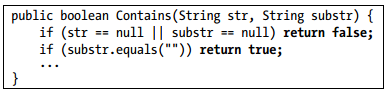 public boolean Contains(String str, String substr) {
    if (str == null || substr == null) return false;
    if (substr.equals("")) return true;
    ...
}